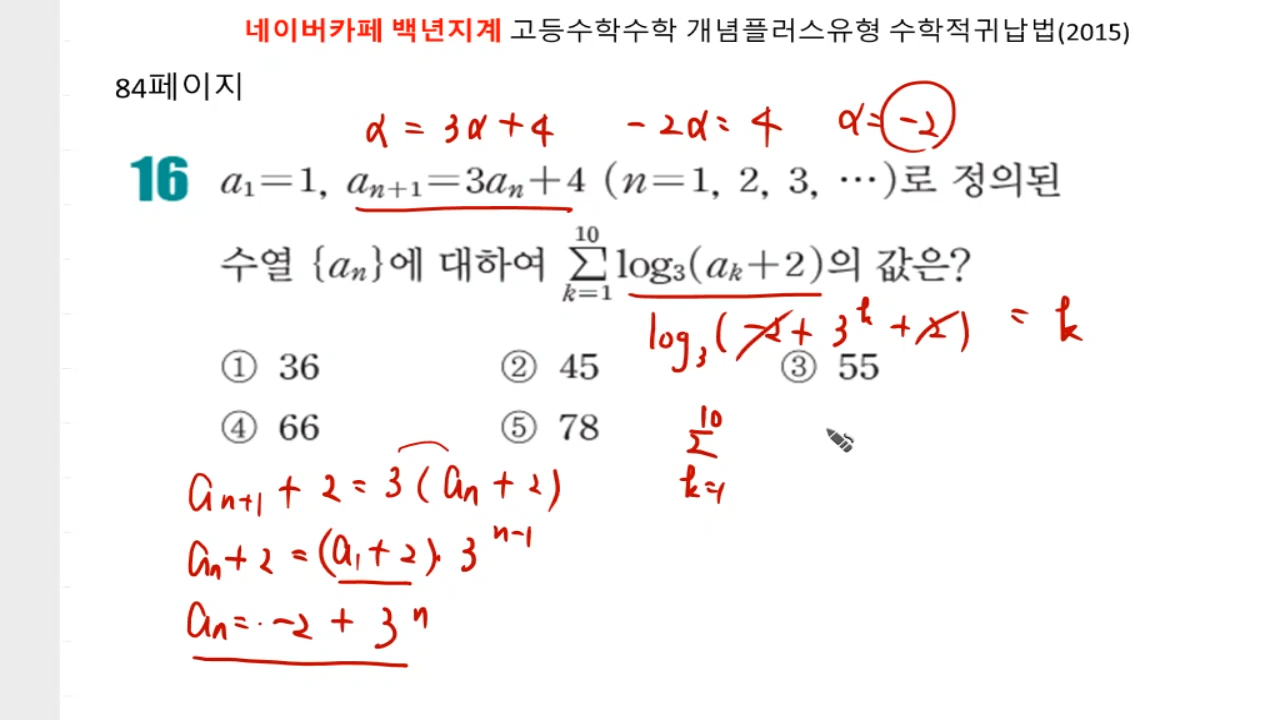 네이버카페 백년지계 고등수학수학 개념플러스유형 수학적귀납법(2015)
84페이지
α = 3α + 4 -2α = 4 α = -2
16 a₁=1, aₙ₊₁=3aₙ+4 (n=1, 2, 3, ⋯)로 정의된
수열 {aₙ}에 대하여 ∑_{k=1}^{10} log₃(aₖ+2)의 값은?
log₃(-2 + 3ᵏ + 2) = k
① 36 ② 45 ③ 55
④ 66 ⑤ 78
∑_{k=1}^{10}
aₙ₊₁ + 2 = 3(aₙ + 2)
aₙ + 2 = (a₁ + 2)·3ⁿ⁻¹
aₙ = -2 + 3ⁿ